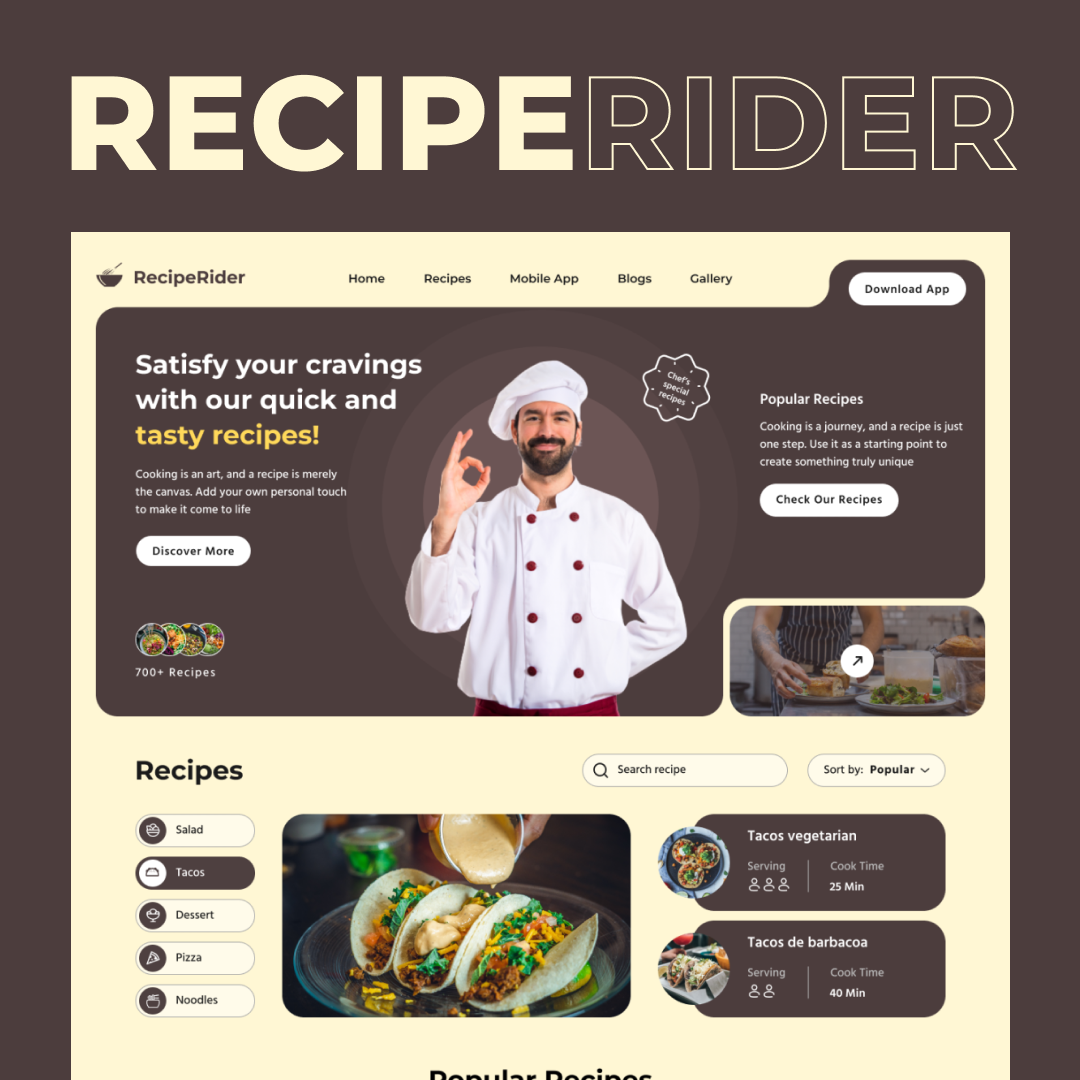 RECIPERIDER
RecipeRider
Home
Recipes
Mobile App
Blogs
Gallery
Download App
Satisfy your cravings
with our quick and
tasty recipes!
Cooking is an art, and a recipe is merely
the canvas. Add your own personal touch
to make it come to life
Discover More
700+ Recipes
Chef's
special
recipes
Popular Recipes
Cooking is a journey, and a recipe is just
one step. Use it as a starting point to
create something truly unique
Check Our Recipes
Recipes
Search recipe
Sort by: Popular
Salad
Tacos
Dessert
Pizza
Noodles
Tacos vegetarian
Serving
Cook Time
25 Min
Tacos de barbacoa
Serving
Cook Time
40 Min
Popular Recipes